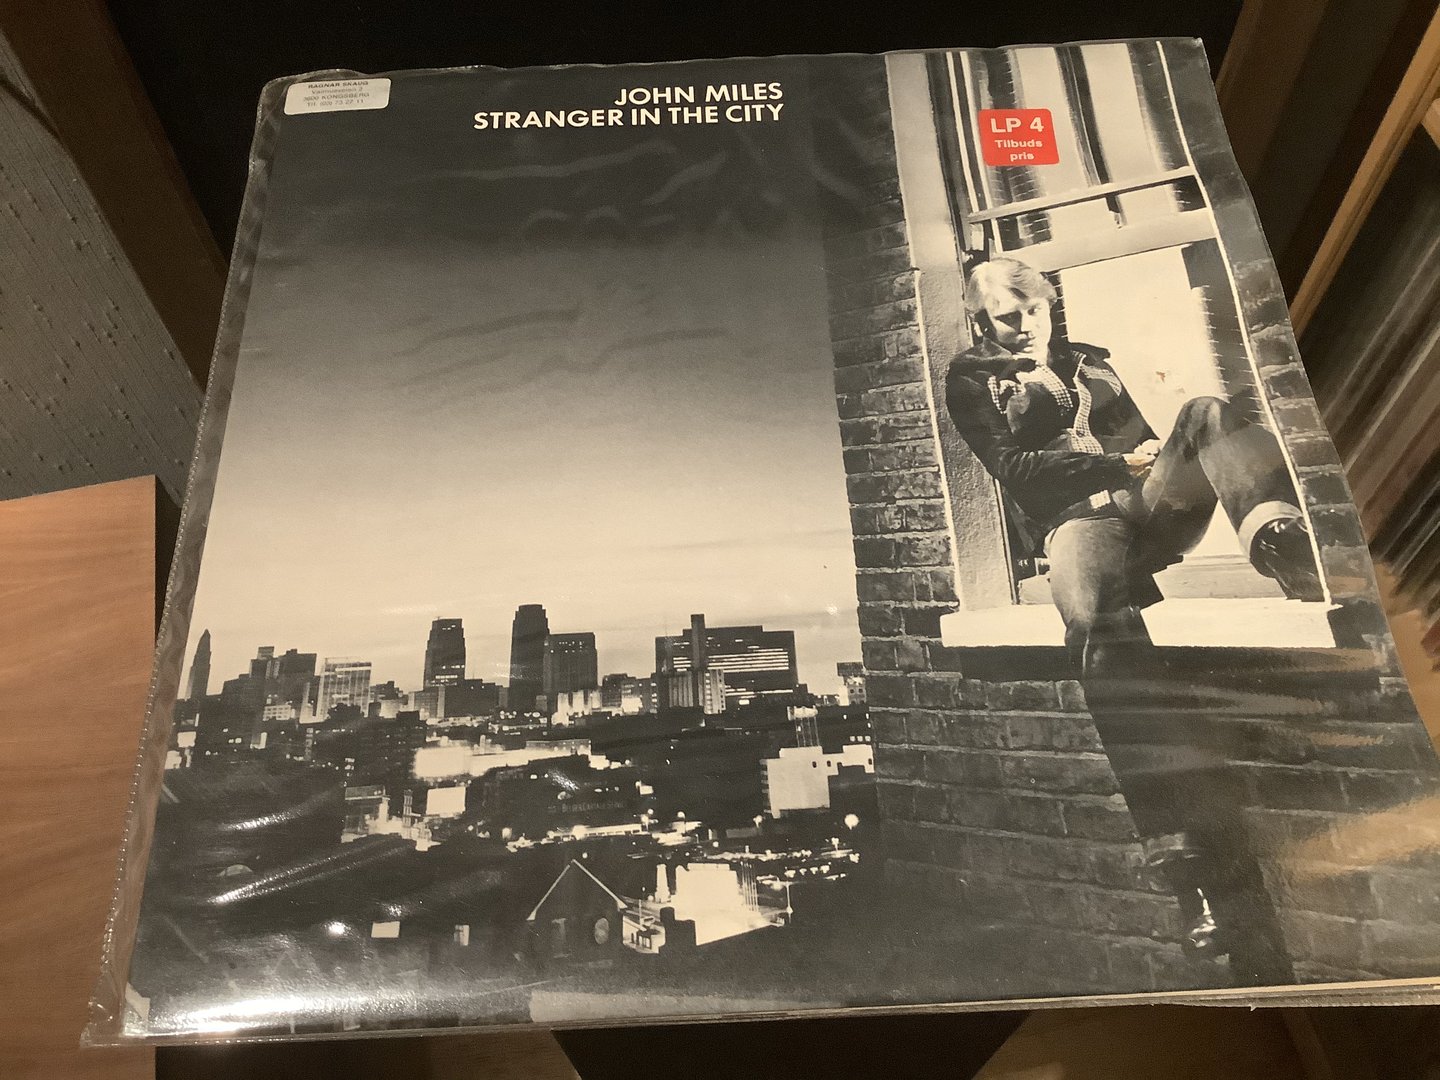 RAGNAR SKAUG
3600 KONGSBERG
JOHN MILES
STRANGER IN THE CITY
LP 4
Tilbuds
pris